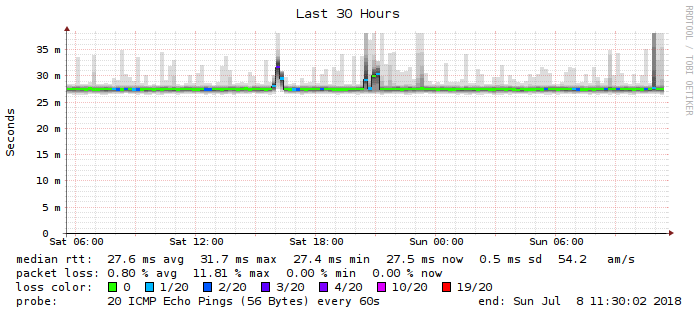 Last 30 Hours
RRDTOOL / TOBI OETIKER
Seconds
35 m
30 m
25 m
20 m
15 m
10 m
5 m
0
Sat 06:00 Sat 12:00 Sat 18:00 Sun 00:00 Sun 06:00
median rtt: 27.6 ms avg 31.7 ms max 27.4 ms min 27.5 ms now 0.5 ms sd 54.2 am/s
packet loss: 0.80 % avg 11.81 % max 0.00 % min 0.00 % now
loss color: 0 1/20 2/20 3/20 4/20 10/20 19/20
probe: 20 ICMP Echo Pings (56 Bytes) every 60s end: Sun Jul 8 11:30:02 2018